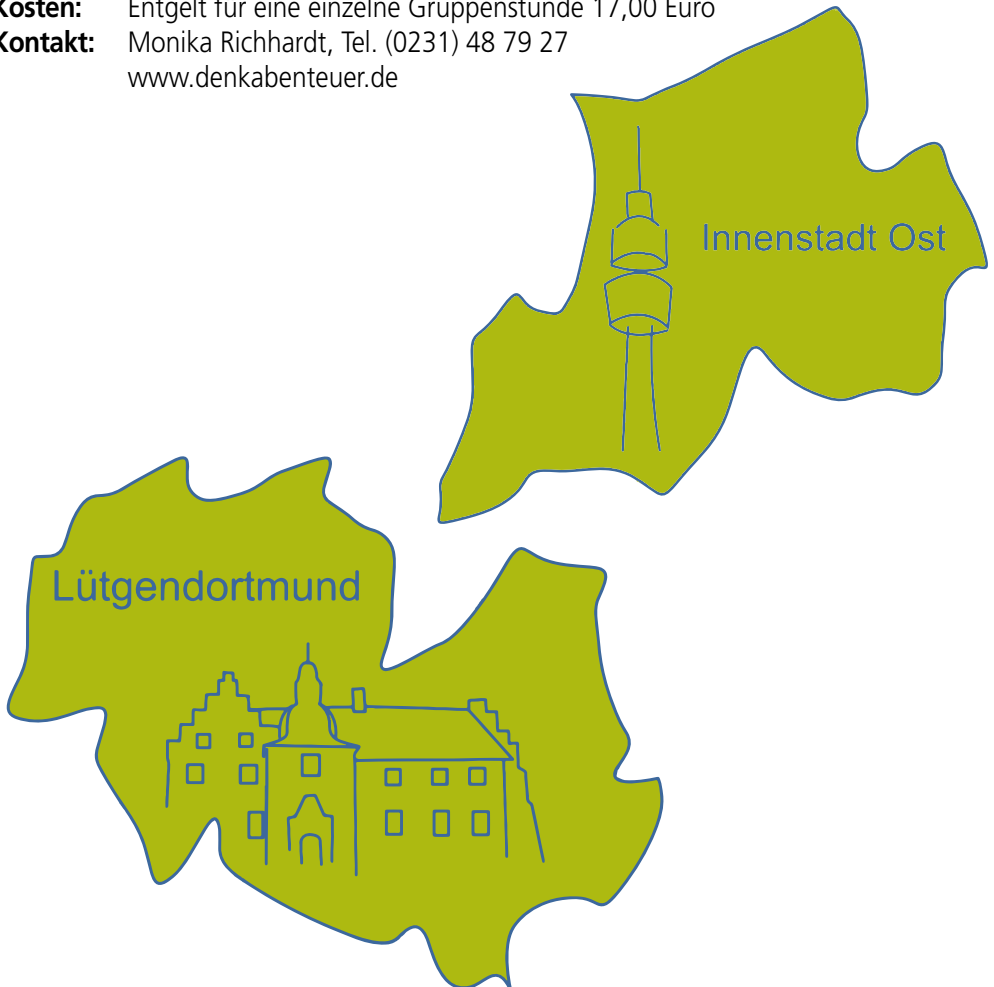 Kosten: Entgelt für eine einzelne Gruppenstunde 17,00 Euro
Kontakt: Monika Richhardt, Tel. (0231) 48 79 27
www.denkabenteuer.de
Innenstadt Ost
Lütgendortmund